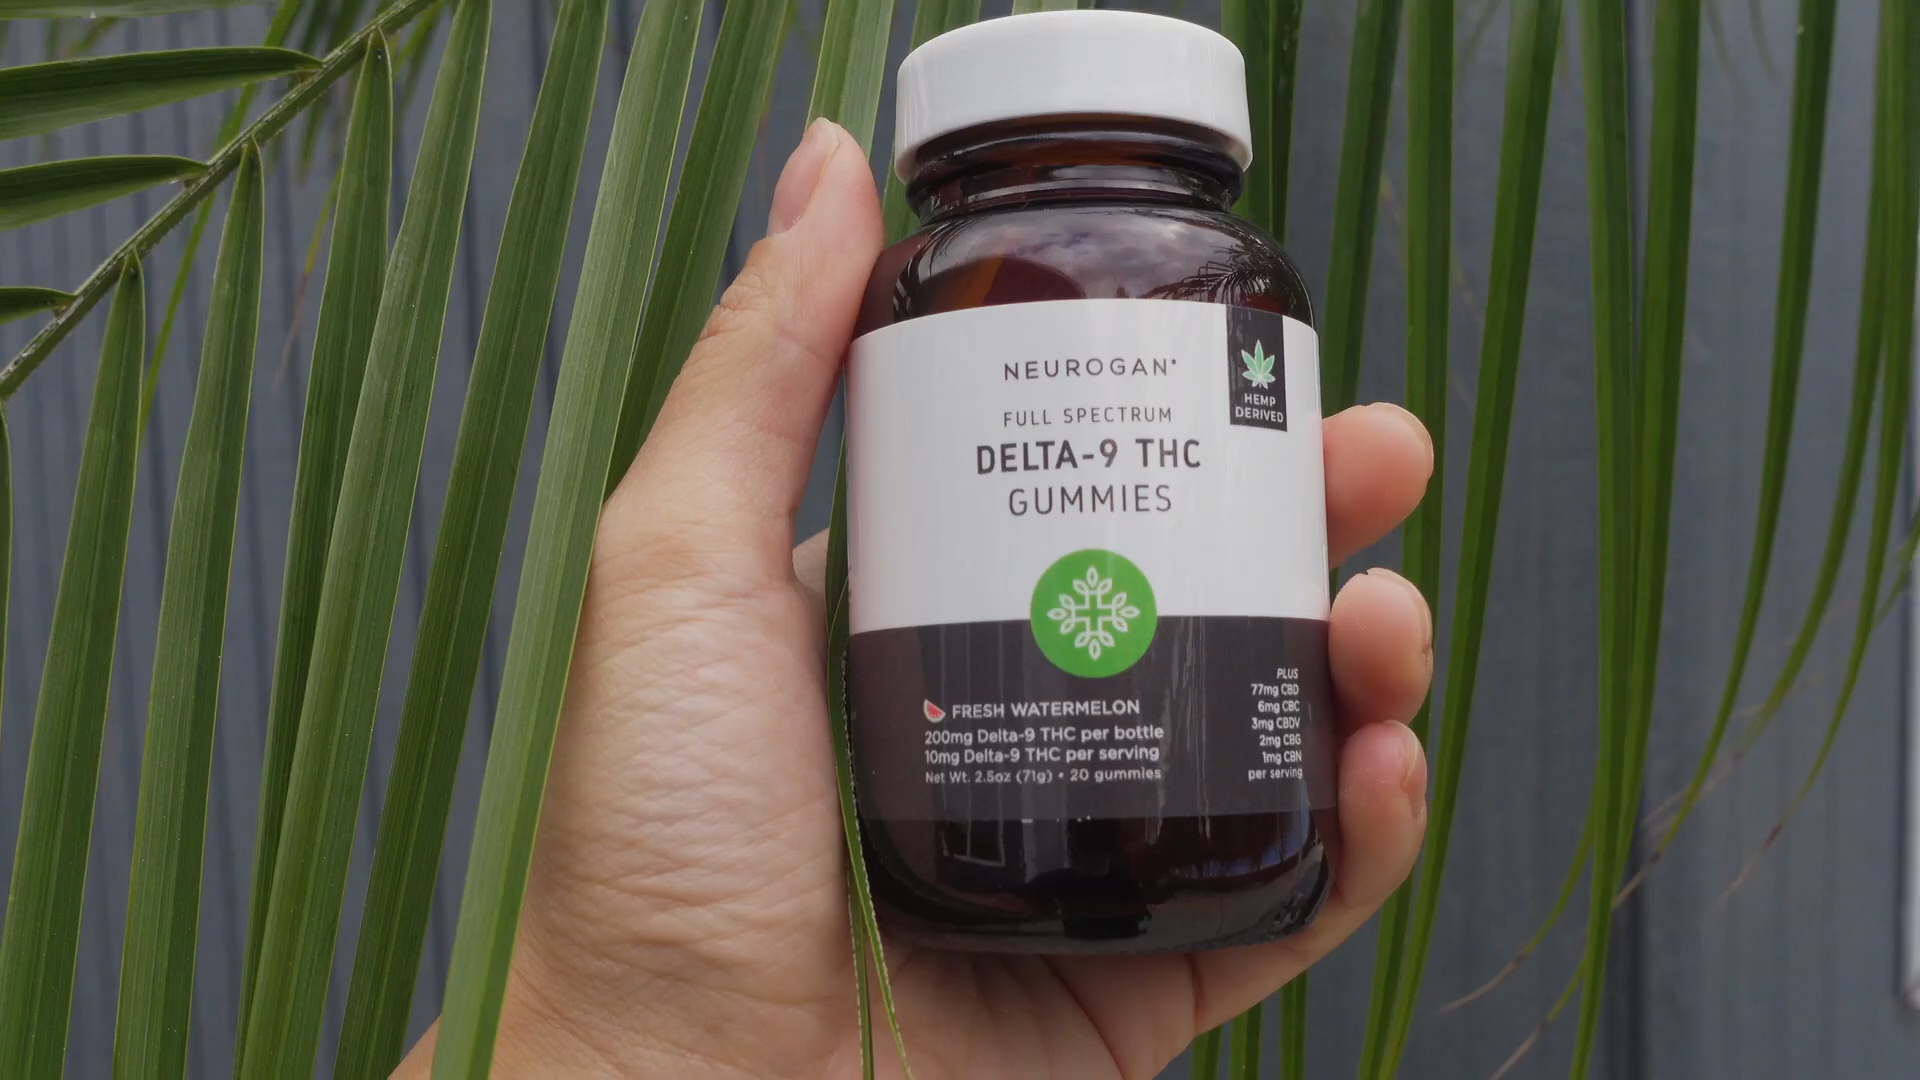 NEUROGAN
FULL SPECTRUM
DELTA-9 THC
GUMMIES
HEMP
DERIVED
FRESH WATERMELON
200mg Delta-9 THC per bottle
10mg Delta-9 THC per serving
Net Wt. 2.5oz (71g) • 20 gummies
PLUS
77mg CBD
6mg CBC
3mg CBDV
2mg CBG
1mg CBN
per serving